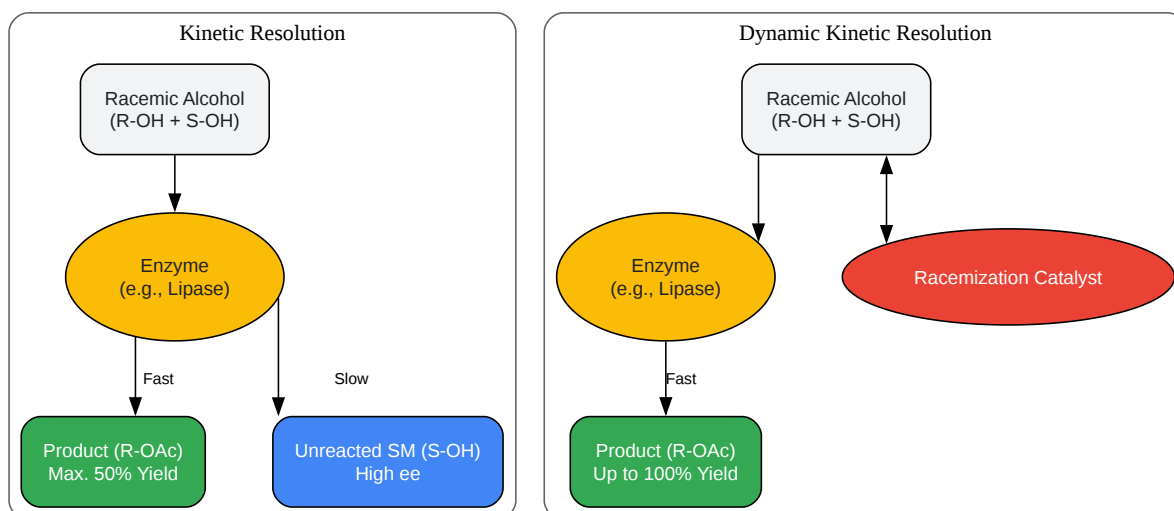 Kinetic Resolution
Racemic Alcohol
(R-OH + S-OH)
Enzyme
(e.g., Lipase)
Fast
Slow
Product (R-OAc)
Max. 50% Yield
Unreacted SM (S-OH)
High ee
Dynamic Kinetic Resolution
Racemic Alcohol
(R-OH + S-OH)
Enzyme
(e.g., Lipase)
Racemization Catalyst
Fast
Product (R-OAc)
Up to 100% Yield